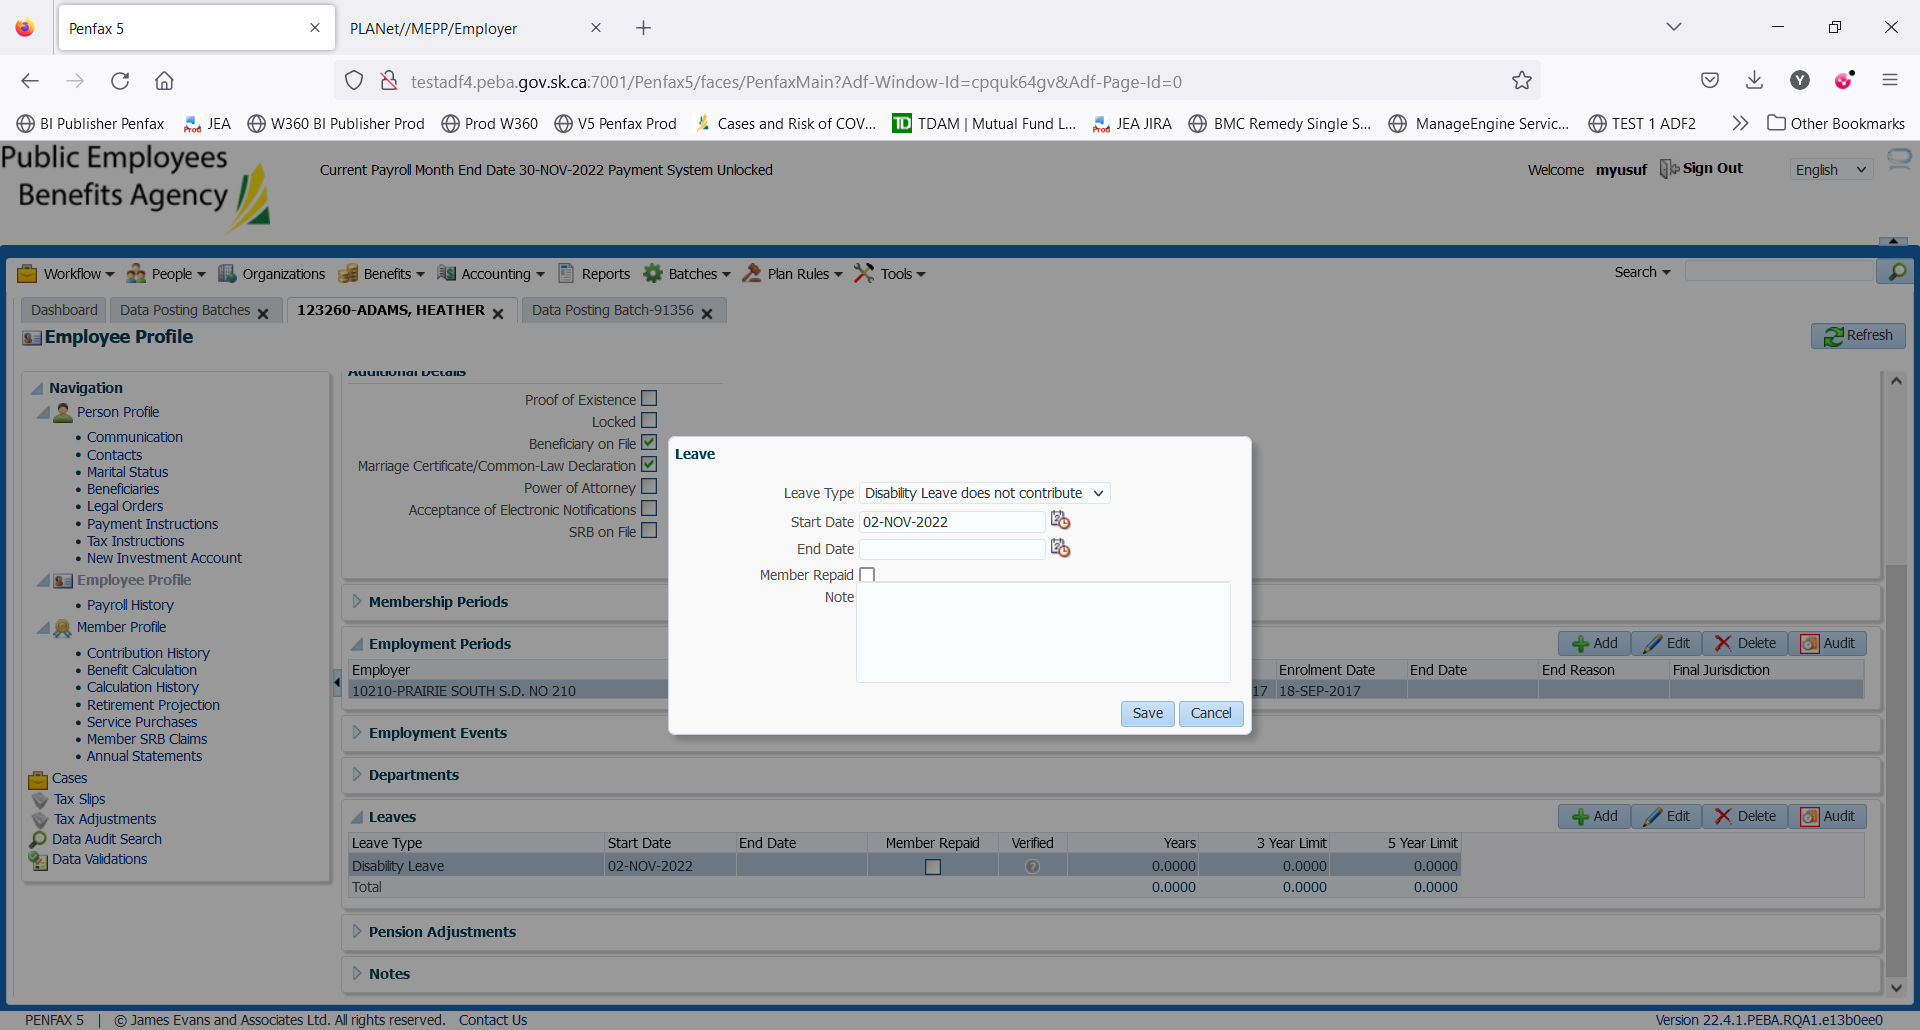 Penfax 5
PLANet//MEPP/Employer
testadf4.peba.gov.sk.ca:7001/Penfax5/faces/PenfaxMain?Adf-Window-Id=cpquk64gv&Adf-Page-Id=0
BI Publisher Penfax JEA W360 BI Publisher Prod Prod W360 V5 Penfax Prod Cases and Risk of COV... TDAM | Mutual Fund L... JEA JIRA BMC Remedy Single S... ManageEngine Servic... TEST 1 ADF2 Other Bookmarks
Public Employees
Benefits Agency
Current Payroll Month End Date 30-NOV-2022 Payment System Unlocked
Welcome myusuf Sign Out English
Workflow People Organizations Benefits Accounting Reports Batches Plan Rules Tools Search
Dashboard Data Posting Batches 123260-ADAMS, HEATHER Data Posting Batch-91356
Employee Profile
Refresh
Navigation
Person Profile
Communication
Contacts
Marital Status
Beneficiaries
Legal Orders
Payment Instructions
Tax Instructions
New Investment Account
Employee Profile
Payroll History
Member Profile
Contribution History
Benefit Calculation
Calculation History
Retirement Projection
Service Purchases
Member SRB Claims
Annual Statements
Cases
Tax Slips
Tax Adjustments
Data Audit Search
Data Validations
Additional Details
Proof of Existence
Locked
Beneficiary on File
Marriage Certificate/Common-Law Declaration
Power of Attorney
Acceptance of Electronic Notifications
SRB on File
Leave
Leave Type Disability Leave does not contribute
Start Date 02-NOV-2022
End Date
Member Repaid
Note
Save Cancel
Membership Periods
Employment Periods
Add Edit Delete Audit
Employer Enrolment Date End Date End Reason Final Jurisdiction
10210-PRAIRIE SOUTH S.D. NO 210 17 18-SEP-2017
Employment Events
Departments
Leaves
Add Edit Delete Audit
Leave Type Start Date End Date Member Repaid Verified Years 3 Year Limit 5 Year Limit
Disability Leave 02-NOV-2022 0.0000 0.0000 0.0000
Total 0.0000 0.0000 0.0000
Pension Adjustments
Notes
PENFAX 5 | © James Evans and Associates Ltd. All rights reserved. Contact Us
Version 22.4.1.PEBA.RQA1.e13b0ee0